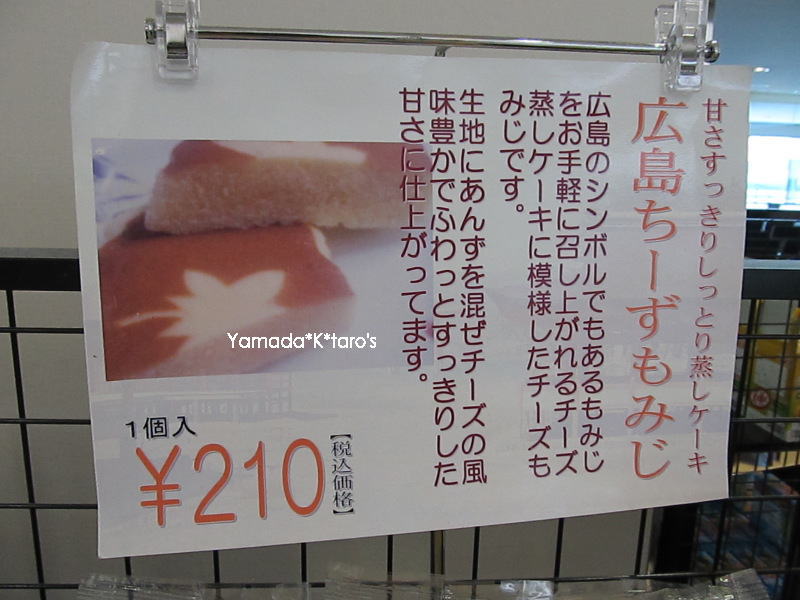 甘さすっきりしっとり蒸しケーキ
広島ちーずもみじ
広島のシンボルでもあるもみじ
をお手軽に召し上がれるチーズ
蒸しケーキに模様したチーズも
みじです。
生地にあんずを混ぜチーズの風
味豊かでふわっとすっきりした
甘さに仕上がってます。
Yamada*K*taro's
1個入
¥210
【税込価格】